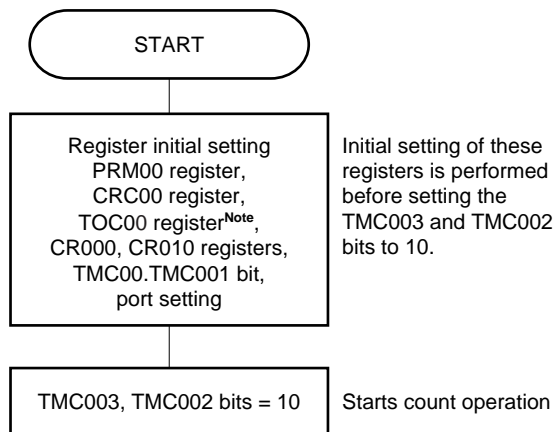 START
Register initial setting
PRM00 register,
CRC00 register,
TOC00 registerNote,
CR000, CR010 registers,
TMC00.TMC001 bit,
port setting
Initial setting of these
registers is performed
before setting the
TMC003 and TMC002
bits to 10.
TMC003, TMC002 bits = 10
Starts count operation